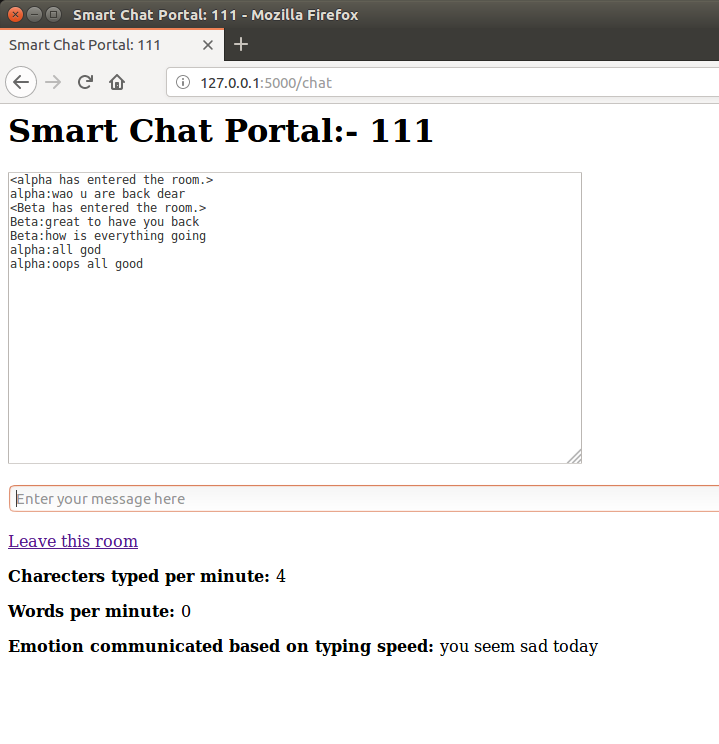 Smart Chat Portal: 111 - Mozilla Firefox
Smart Chat Portal: 111
127.0.0.1:5000/chat
Smart Chat Portal:- 111
<alpha has entered the room.>
alpha:wao u are back dear
<Beta has entered the room.>
Beta:great to have you back
Beta:how is everything going
alpha:all god
alpha:oops all good
Enter your message here
Leave this room
Charecters typed per minute: 4
Words per minute: 0
Emotion communicated based on typing speed: you seem sad today